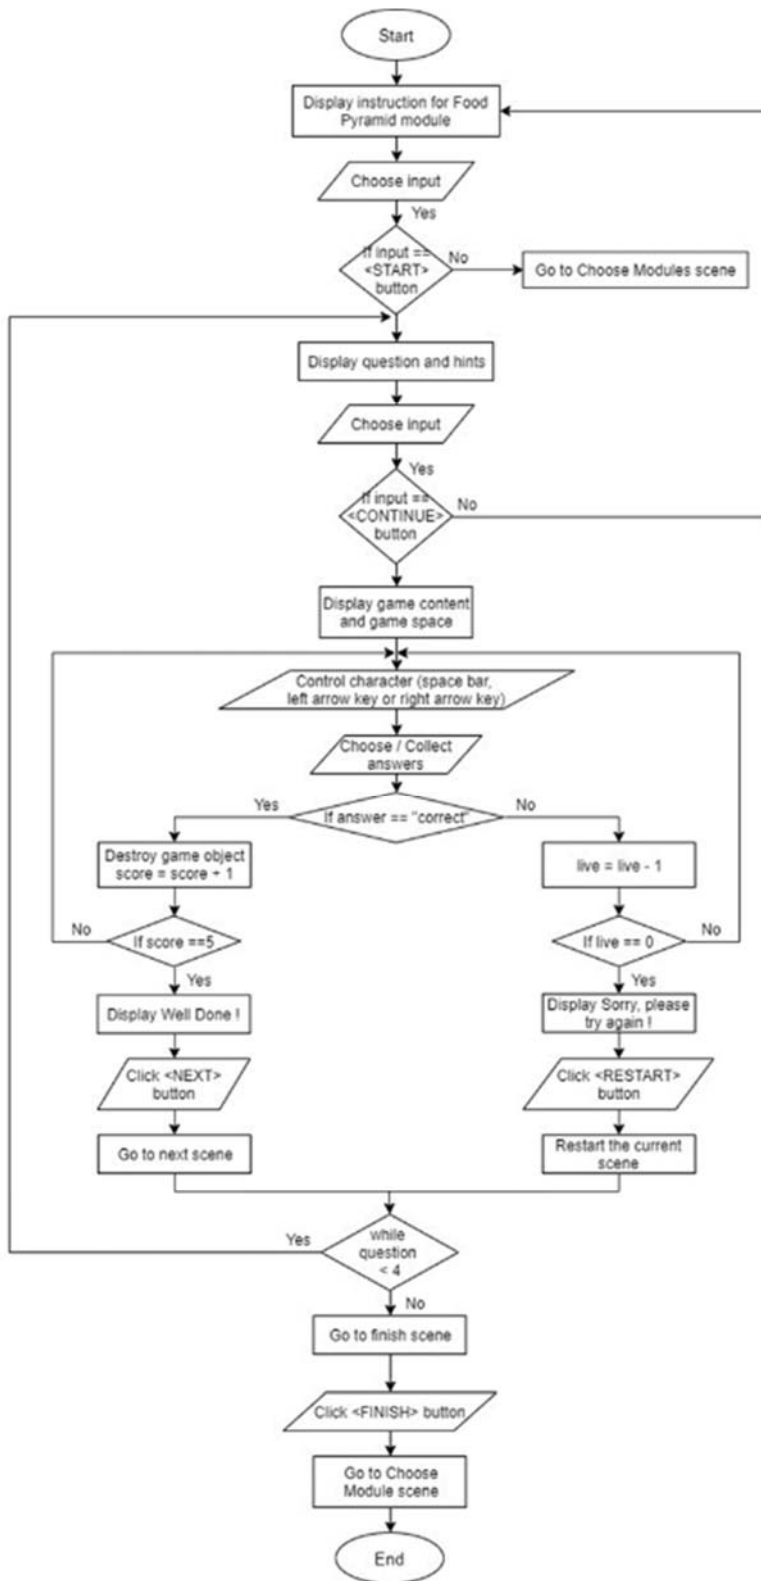 Start
Display instruction for Food
Pyramid module
Choose input
Yes
If input ==
<START>
button
No
Go to Choose Modules scene
Display question and hints
Choose input
Yes
If input ==
<CONTINUE>
button
No
Display game content
and game space
Control character (space bar,
left arrow key or right arrow key)
Choose / Collect
answers
Yes
If answer == "correct"
No
Destroy game object
score = score + 1
live = live - 1
No
If score ==5
If live == 0
No
Yes
Yes
Display Well Done !
Display Sorry, please
try again !
Click <NEXT>
button
Click <RESTART>
button
Go to next scene
Restart the current
scene
Yes
while
question
< 4
No
Go to finish scene
Click <FINISH> button
Go to Choose
Module scene
End